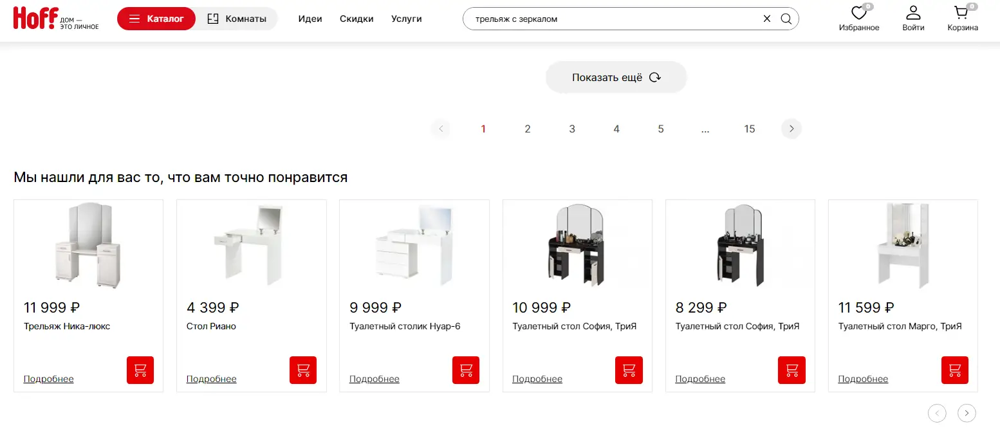 Hoff ДОМ —
ЭТО ЛИЧНОЕ
Каталог
Комнаты
Идеи
Скидки
Услуги
трельяж с зеркалом
0
Избранное
Войти
0
Корзина
Показать ещё
1 2 3 4 5 ... 15
Мы нашли для вас то, что вам точно понравится
11 999 ₽
Трельяж Ника-люкс
Подробнее
4 399 ₽
Стол Риано
Подробнее
9 999 ₽
Туалетный столик Нуар-6
Подробнее
10 999 ₽
Туалетный стол София, ТриЯ
Подробнее
8 299 ₽
Туалетный стол София, ТриЯ
Подробнее
11 599 ₽
Туалетный стол Марго, ТриЯ
Подробнее